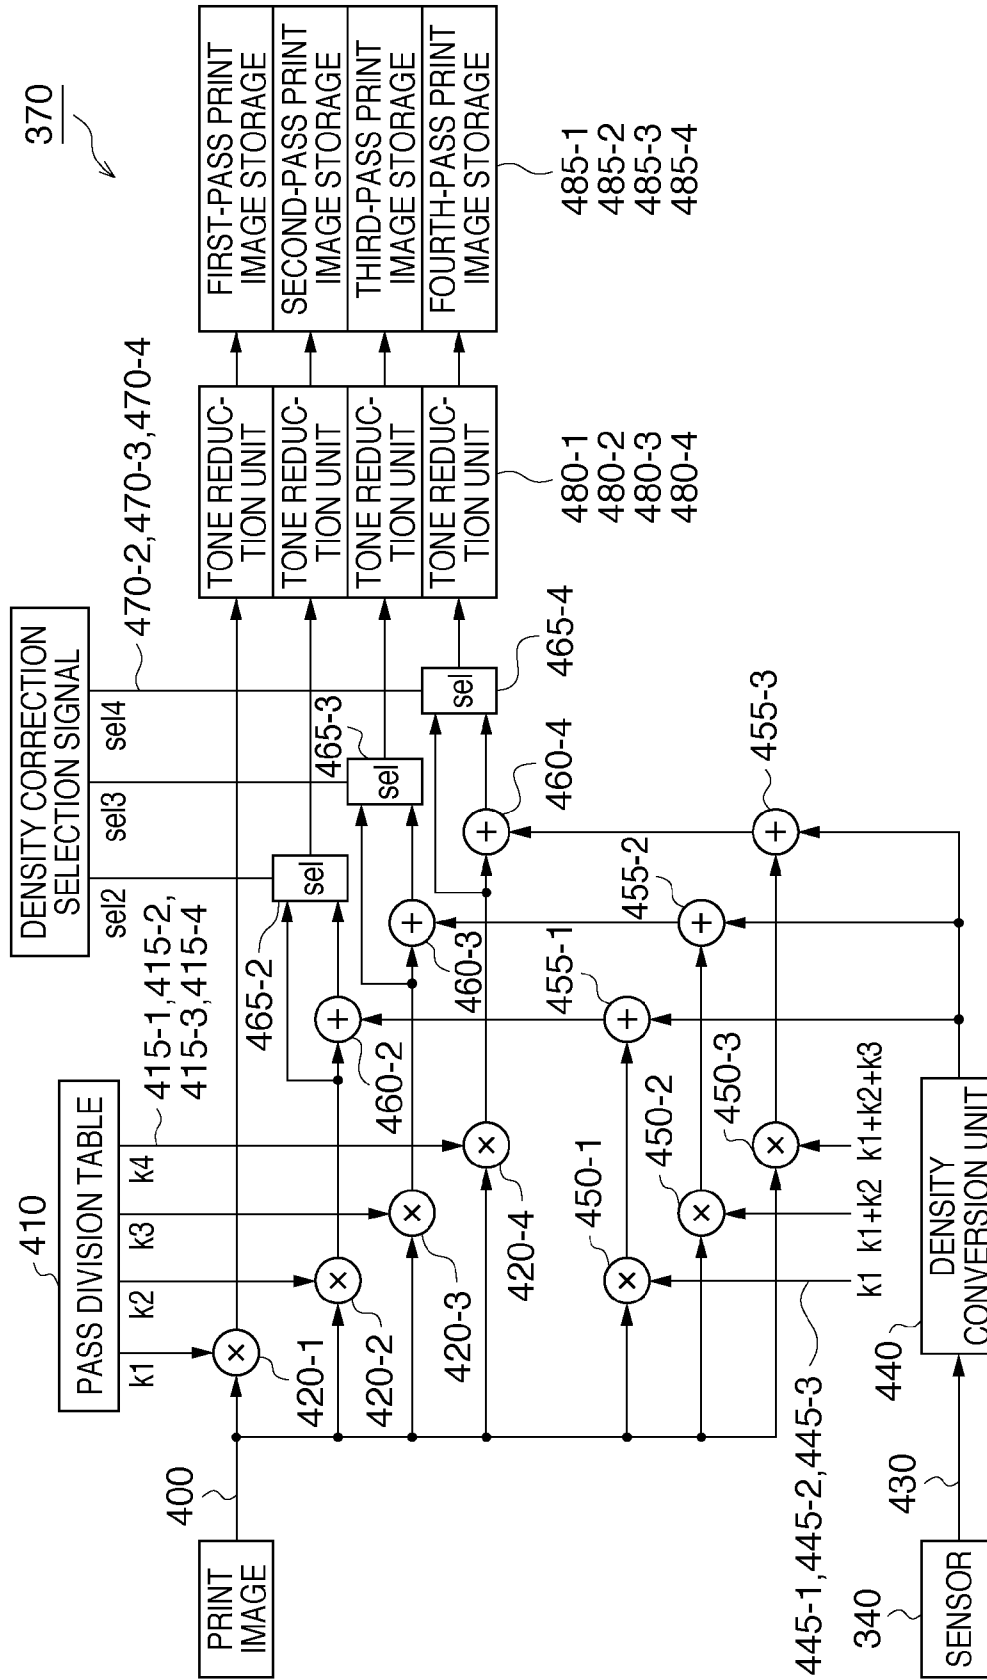 370
PRINT
IMAGE
400
410
PASS DIVISION TABLE
k1
k2
k3
k4
415-1,415-2,
415-3,415-4
DENSITY CORRECTION
SELECTION SIGNAL
sel2
sel3
sel4
470-2,470-3,470-4
×
420-1
×
420-2
×
420-3
×
420-4
+
460-2
+
460-3
+
460-4
sel
465-2
sel
465-3
sel
465-4
TONE REDUC-
TION UNIT
TONE REDUC-
TION UNIT
TONE REDUC-
TION UNIT
TONE REDUC-
TION UNIT
480-1
480-2
480-3
480-4
FIRST-PASS PRINT
IMAGE STORAGE
SECOND-PASS PRINT
IMAGE STORAGE
THIRD-PASS PRINT
IMAGE STORAGE
FOURTH-PASS PRINT
IMAGE STORAGE
485-1
485-2
485-3
485-4
×
450-1
×
450-2
×
450-3
+
455-1
+
455-2
+
455-3
k1
k1+k2
k1+k2+k3
445-1,445-2,445-3
340
SENSOR
430
440
DENSITY
CONVERSION UNIT